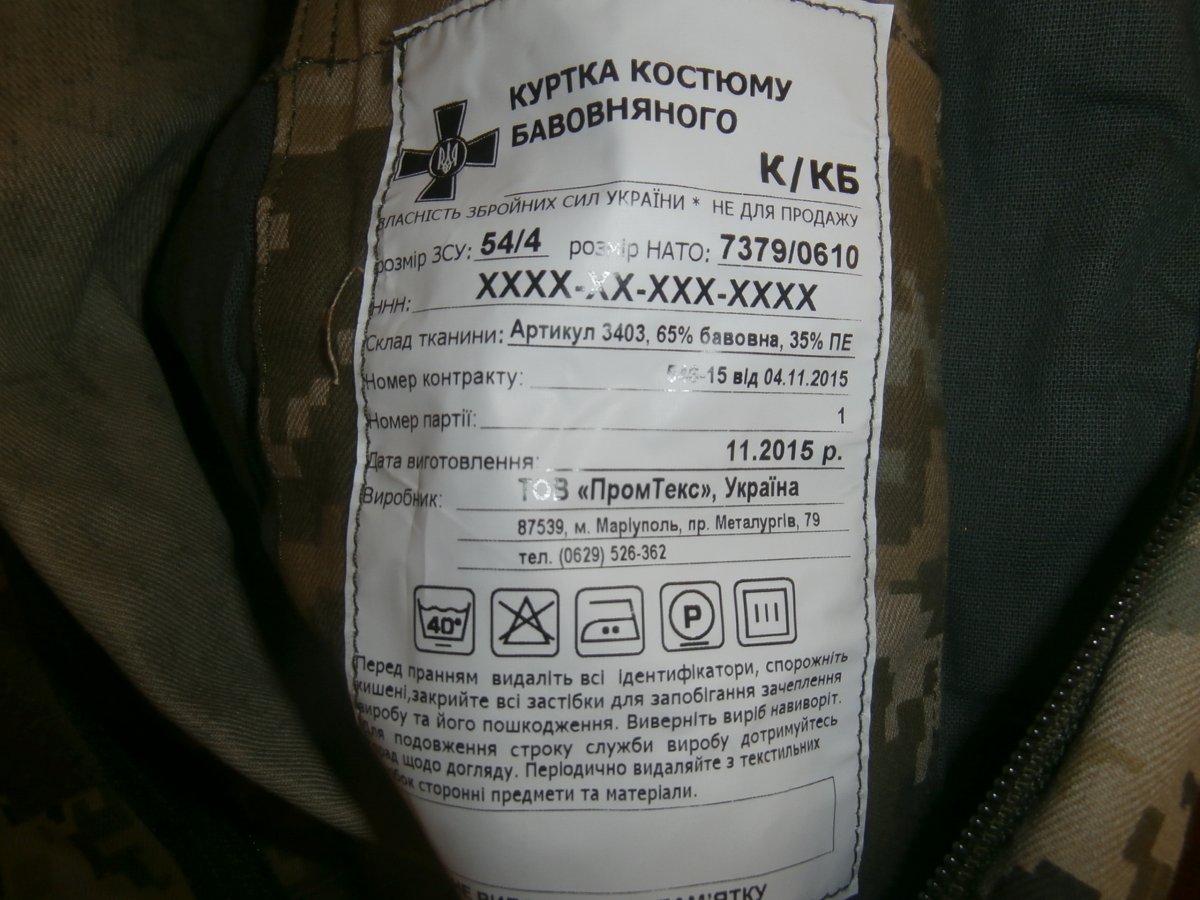 КУРТКА КОСТЮМУ
БАВОВНЯНОГО
К/КБ
ВЛАСНІСТЬ ЗБРОЙНИХ СИЛ УКРАЇНИ * НЕ ДЛЯ ПРОДАЖУ
розмір ЗСУ: 54/4 розмір НАТО: 7379/0610
ННН: XXXX-XX-XXX-XXXX
Склад тканини: Артикул 3403, 65% бавовна, 35% ПЕ
Номер контракту: від 04.11.2015
Номер партії: 1
Дата виготовлення: 11.2015 р.
Виробник: ТОВ «ПромТекс», Україна
87539, м. Маріуполь, пр. Металургів, 79
тел. (0629) 526-362
40° P
Перед пранням видаліть всі ідентифікатори, спорожніть
кишені,закрийте всі застібки для запобігання зачеплення
виробу та його пошкодження. Виверніть виріб навиворіт.
Для подовження строку служби виробу дотримуйтесь
щодо догляду. Періодично видаляйте з текстильних
сторонні предмети та матеріали.